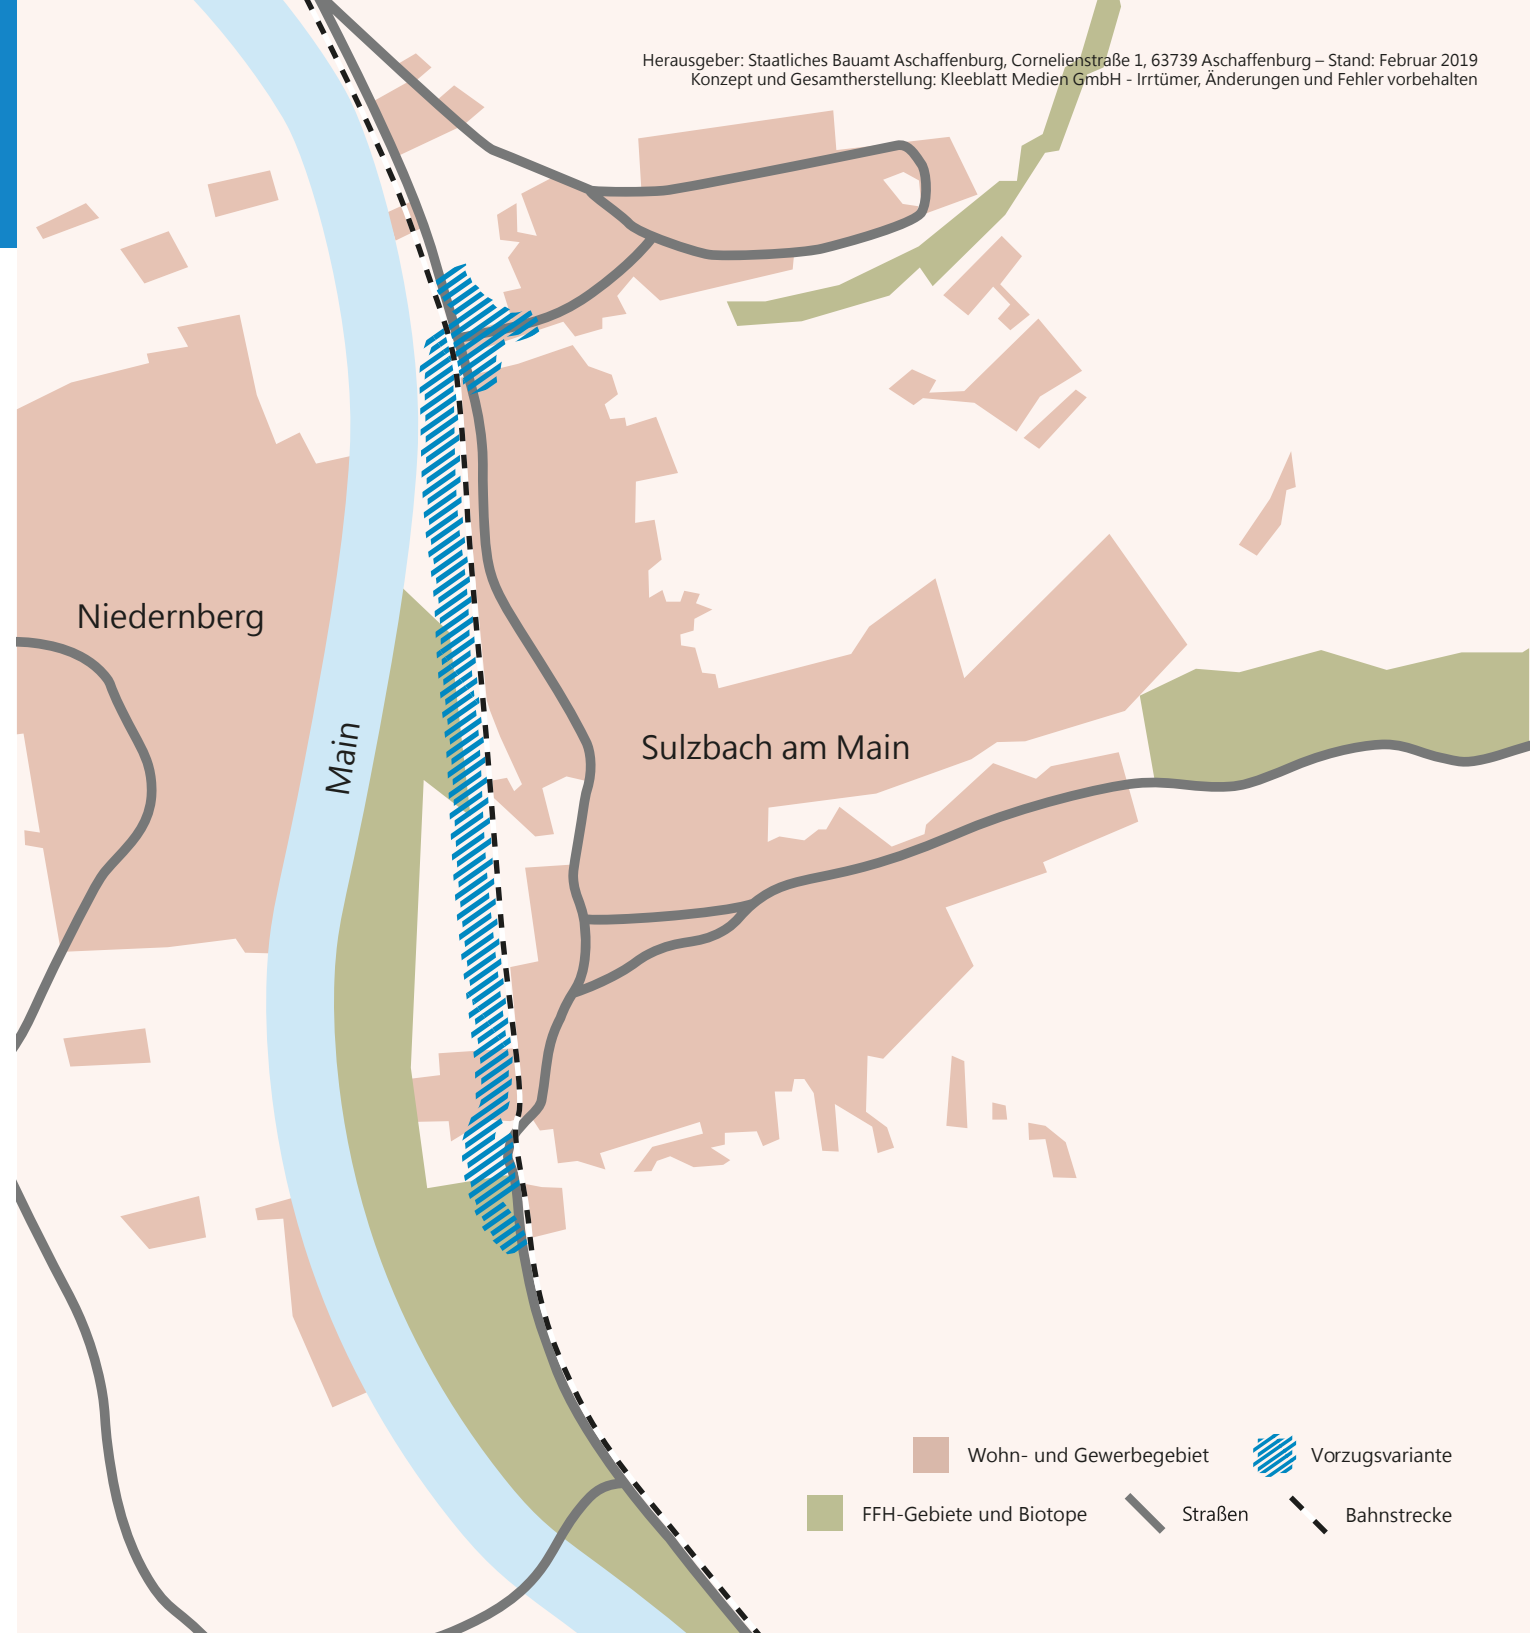 Herausgeber: Staatliches Bauamt Aschaffenburg, Cornelienstraße 1, 63739 Aschaffenburg – Stand: Februar 2019
Konzept und Gesamtherstellung: Kleeblatt Medien GmbH - Irrtümer, Änderungen und Fehler vorbehalten
Niedernberg
Main
Sulzbach am Main
Wohn- und Gewerbegebiet
Vorzugsvariante
FFH-Gebiete und Biotope
Straßen
Bahnstrecke